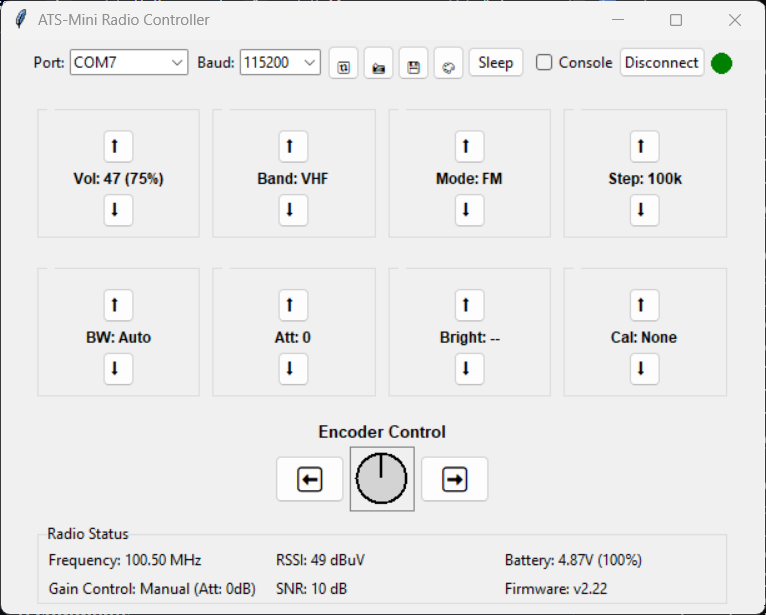 ATS-Mini Radio Controller
Port: COM7 Baud: 115200 Sleep Console Disconnect
Vol: 47 (75%) Band: VHF Mode: FM Step: 100k
BW: Auto Att: 0 Bright: -- Cal: None
Encoder Control
Radio Status
Frequency: 100.50 MHz RSSI: 49 dBuV Battery: 4.87V (100%)
Gain Control: Manual (Att: 0dB) SNR: 10 dB Firmware: v2.22